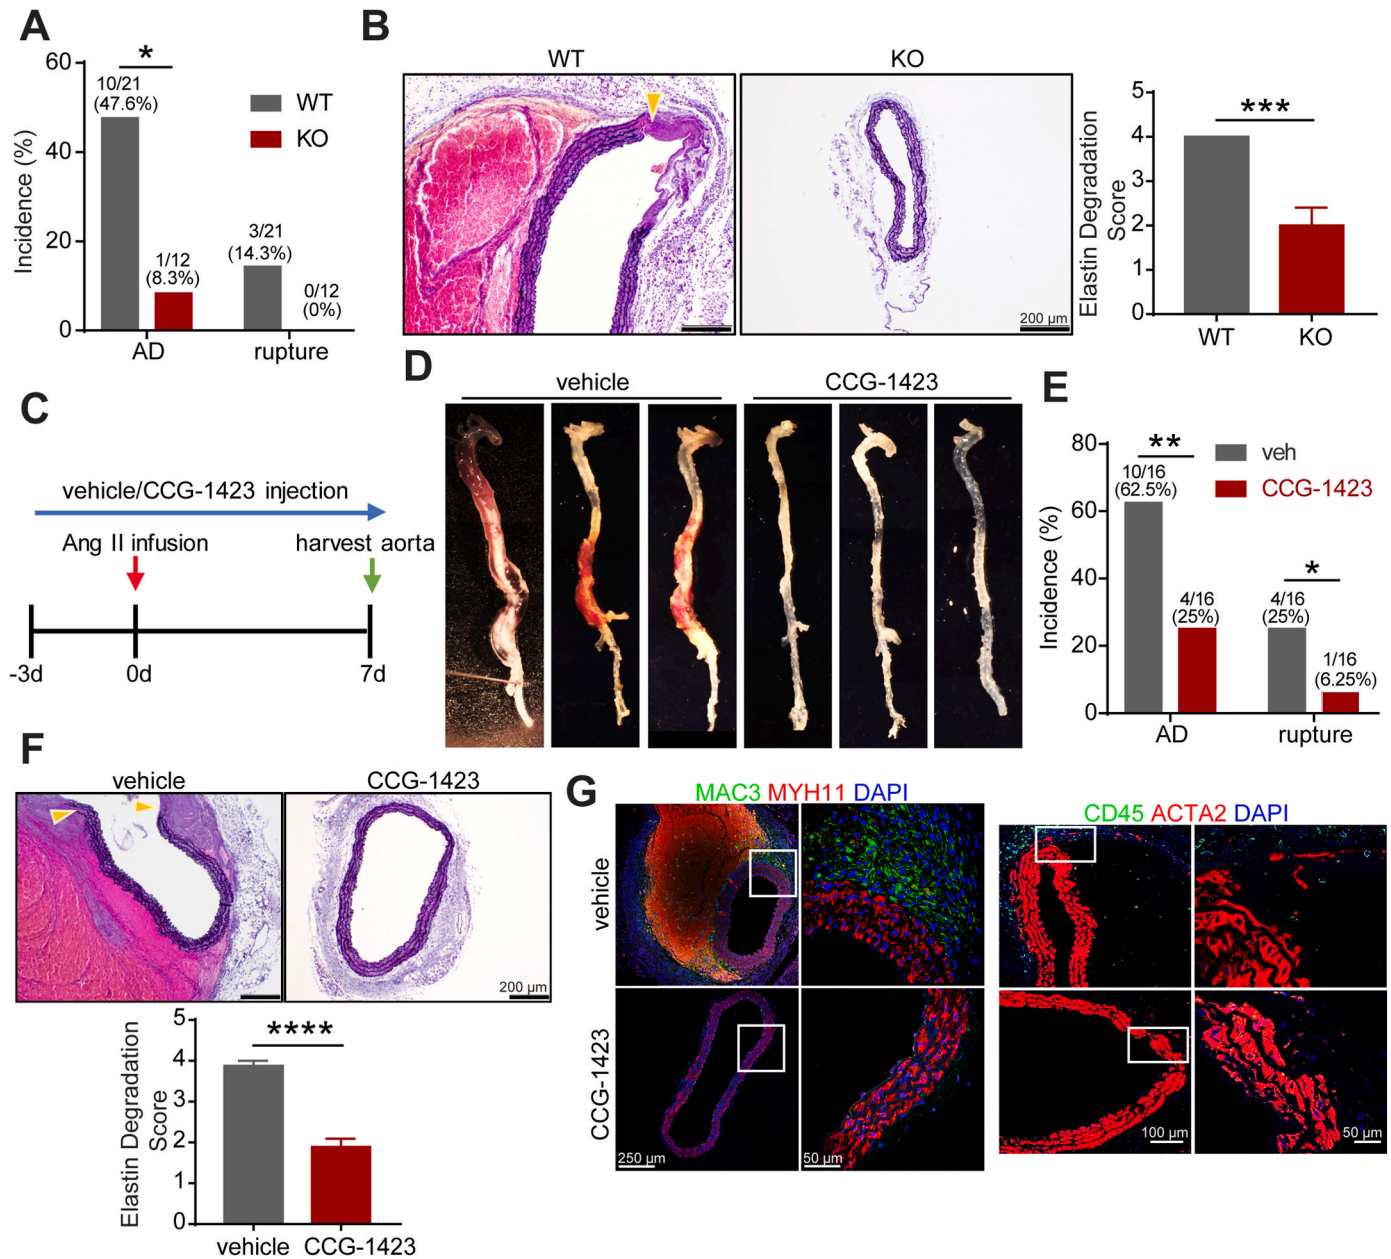 A
60
40
20
0
Incidence (%)
*
10/21
(47.6%)
1/12
(8.3%)
3/21
(14.3%)
0/12
(0%)
WT
KO
AD
rupture
B
WT
KO
200 µm
Elastin Degradation
Score
5
4
3
2
1
0
***
WT
KO
C
vehicle/CCG-1423 injection
Ang II infusion
harvest aorta
-3d
0d
7d
D
vehicle
CCG-1423
E
80
60
40
20
0
Incidence (%)
**
10/16
(62.5%)
4/16
(25%)
*
4/16
(25%)
1/16
(6.25%)
veh
CCG-1423
AD
rupture
F
vehicle
CCG-1423
200 µm
Elastin Degradation
Score
5
4
3
2
1
0
****
vehicle
CCG-1423
G
MAC3 MYH11 DAPI
CD45 ACTA2 DAPI
vehicle
CCG-1423
250 µm
50 µm
100 µm
50 µm